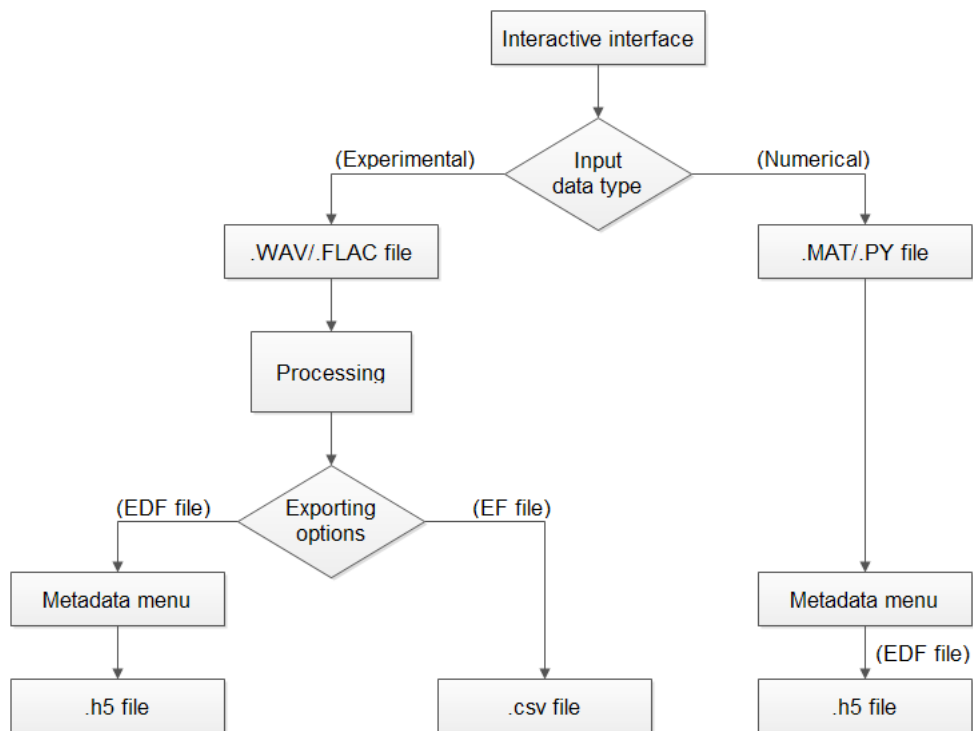 Interactive interface
(Experimental)
Input
data type
(Numerical)
.WAV/.FLAC file
.MAT/.PY file
Processing
(EDF file)
Exporting
options
(EF file)
Metadata menu
Metadata menu
(EDF file)
.h5 file
.csv file
.h5 file